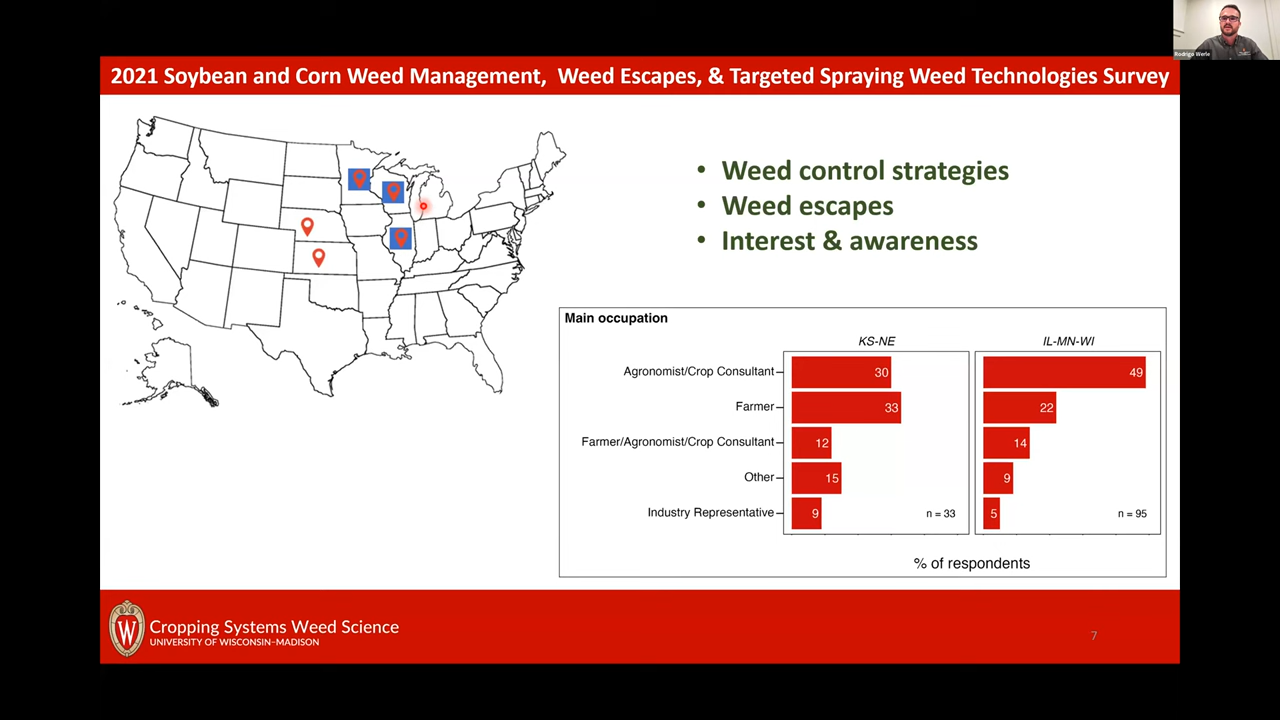 Rodrigo Werle
2021 Soybean and Corn Weed Management, Weed Escapes, & Targeted Spraying Weed Technologies Survey
• Weed control strategies
• Weed escapes
• Interest & awareness
Main occupation
KS-NE
IL-MN-WI
Agronomist/Crop Consultant
30
49
Farmer
33
22
Farmer/Agronomist/Crop Consultant
12
14
Other
15
9
Industry Representative
9
n = 33
5
n = 95
% of respondents
W
Cropping Systems Weed Science
UNIVERSITY OF WISCONSIN–MADISON
7